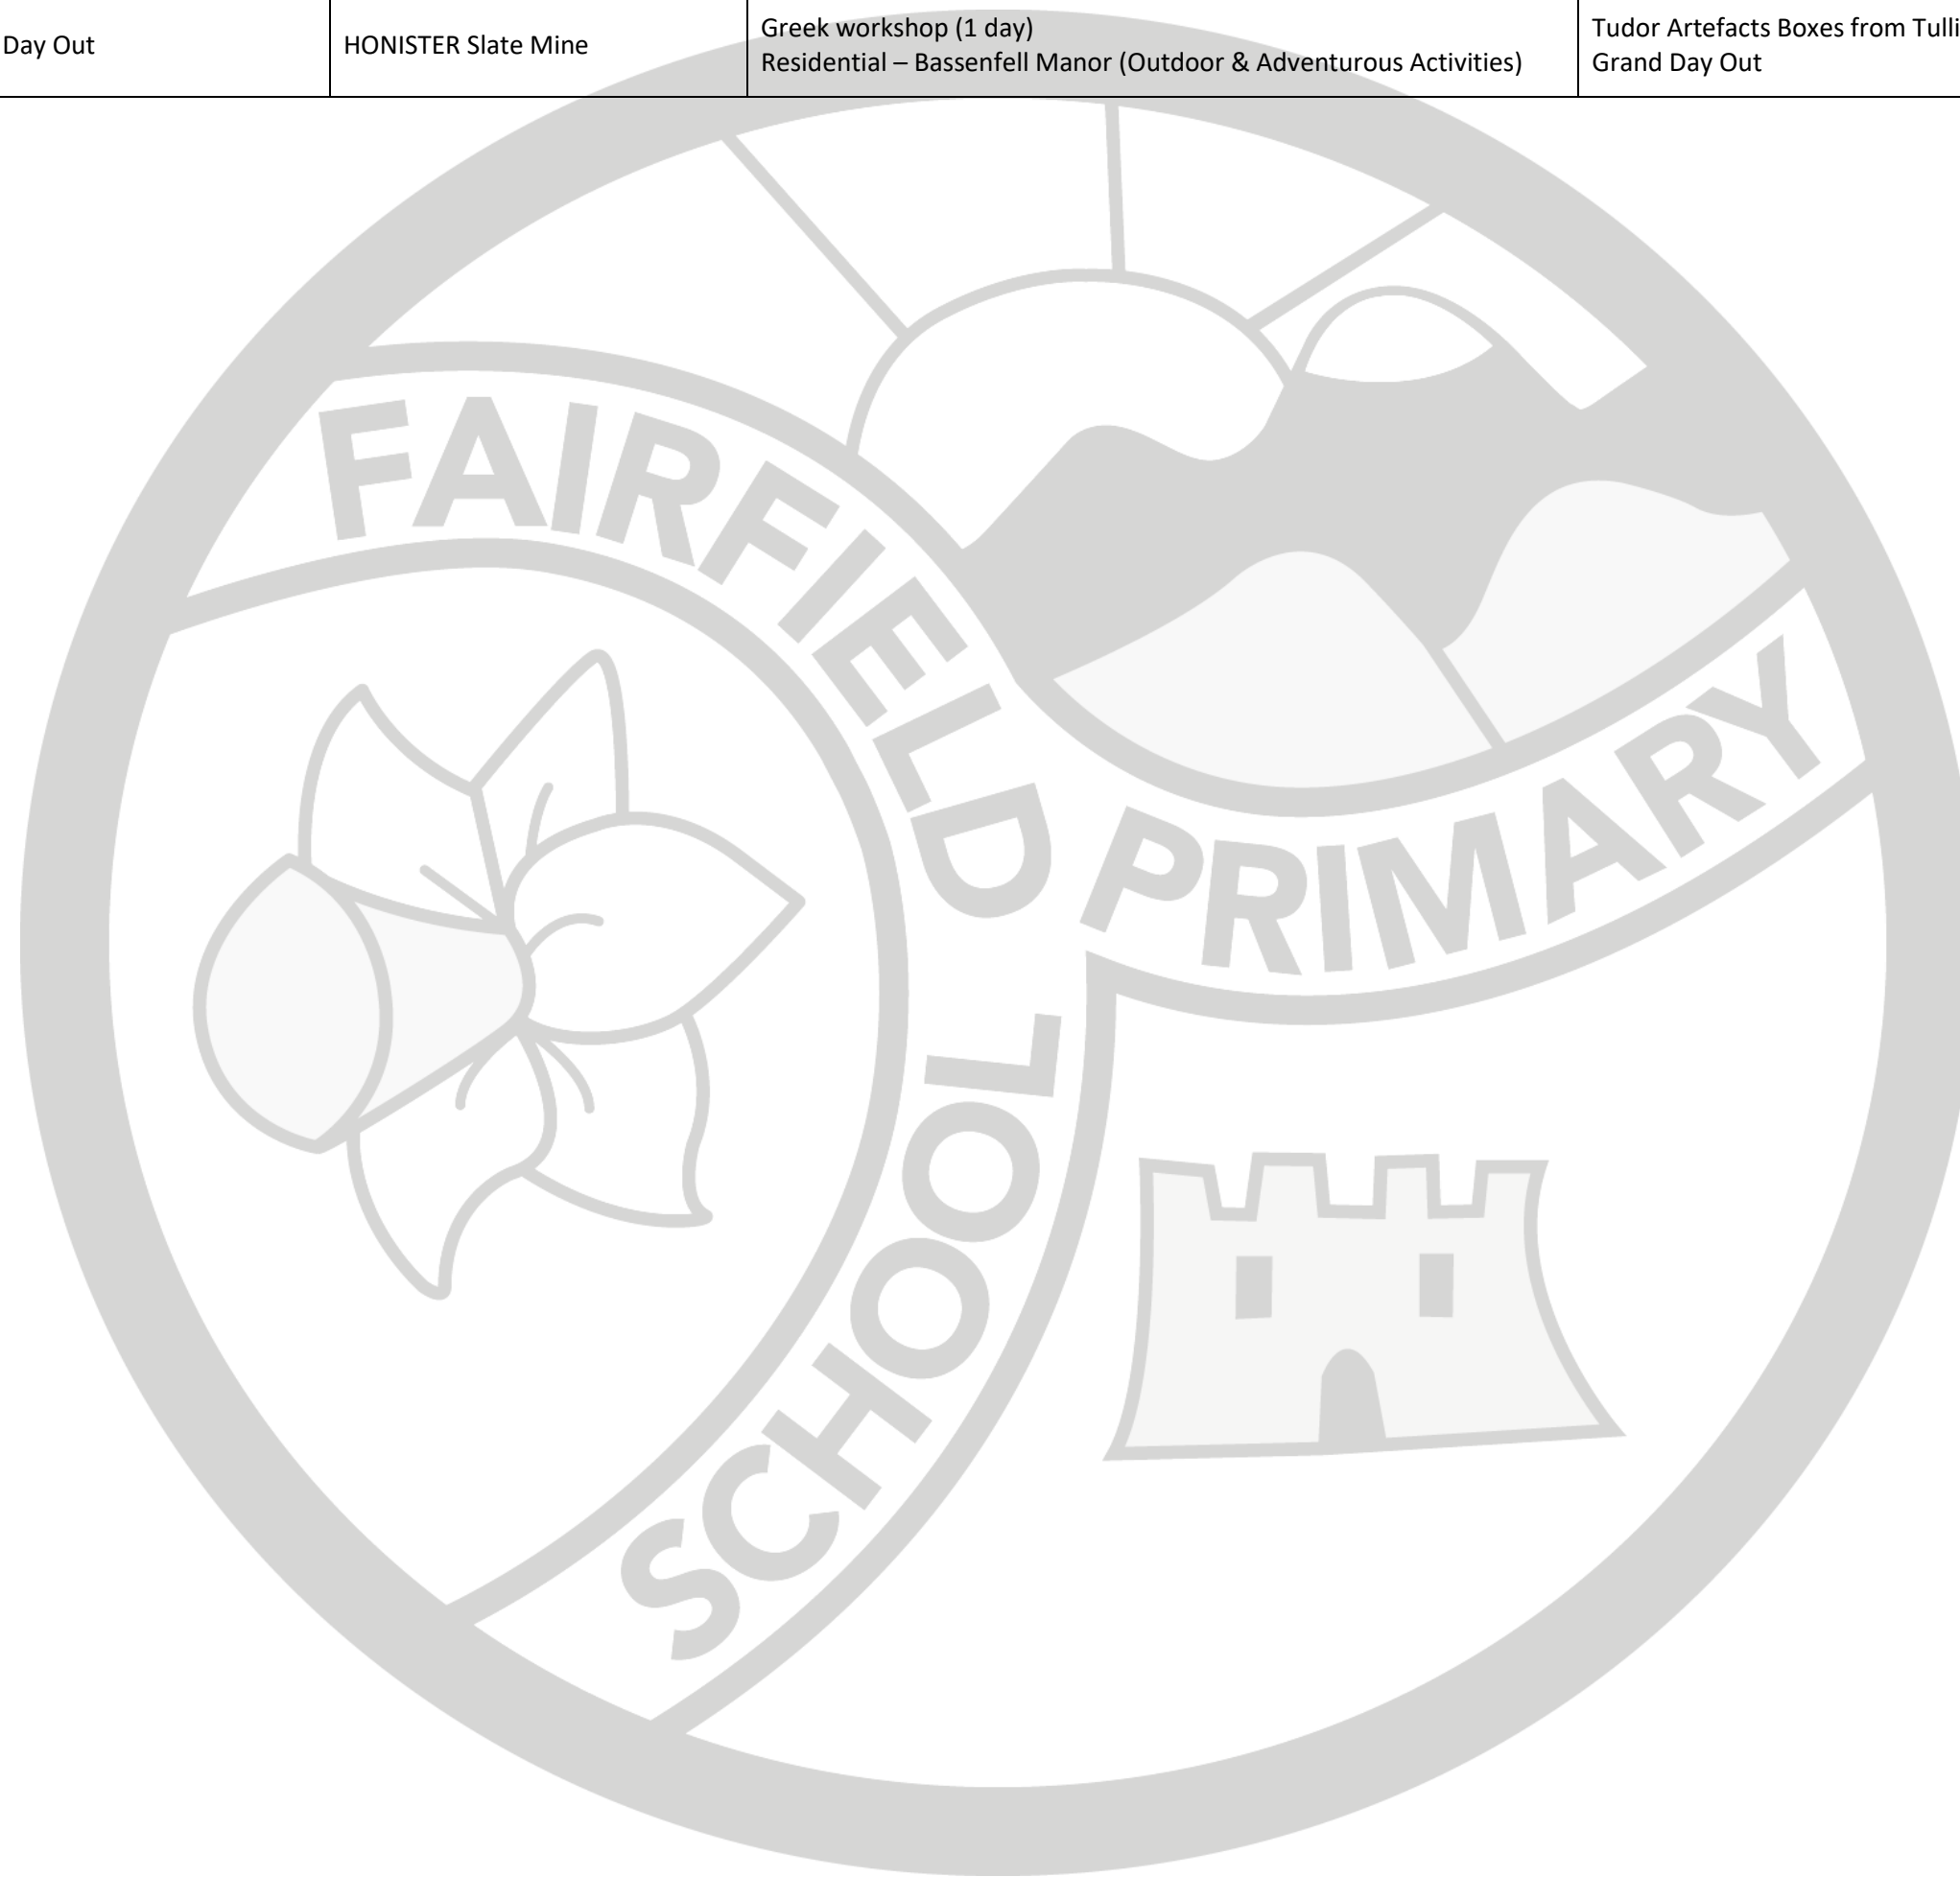 Day Out
HONISTER Slate Mine
Greek workshop (1 day)
Residential – Bassenfell Manor (Outdoor & Adventurous Activities)
Tudor Artefacts Boxes from Tulli
Grand Day Out
FAIRFIELD PRIMARY
SCHOOL